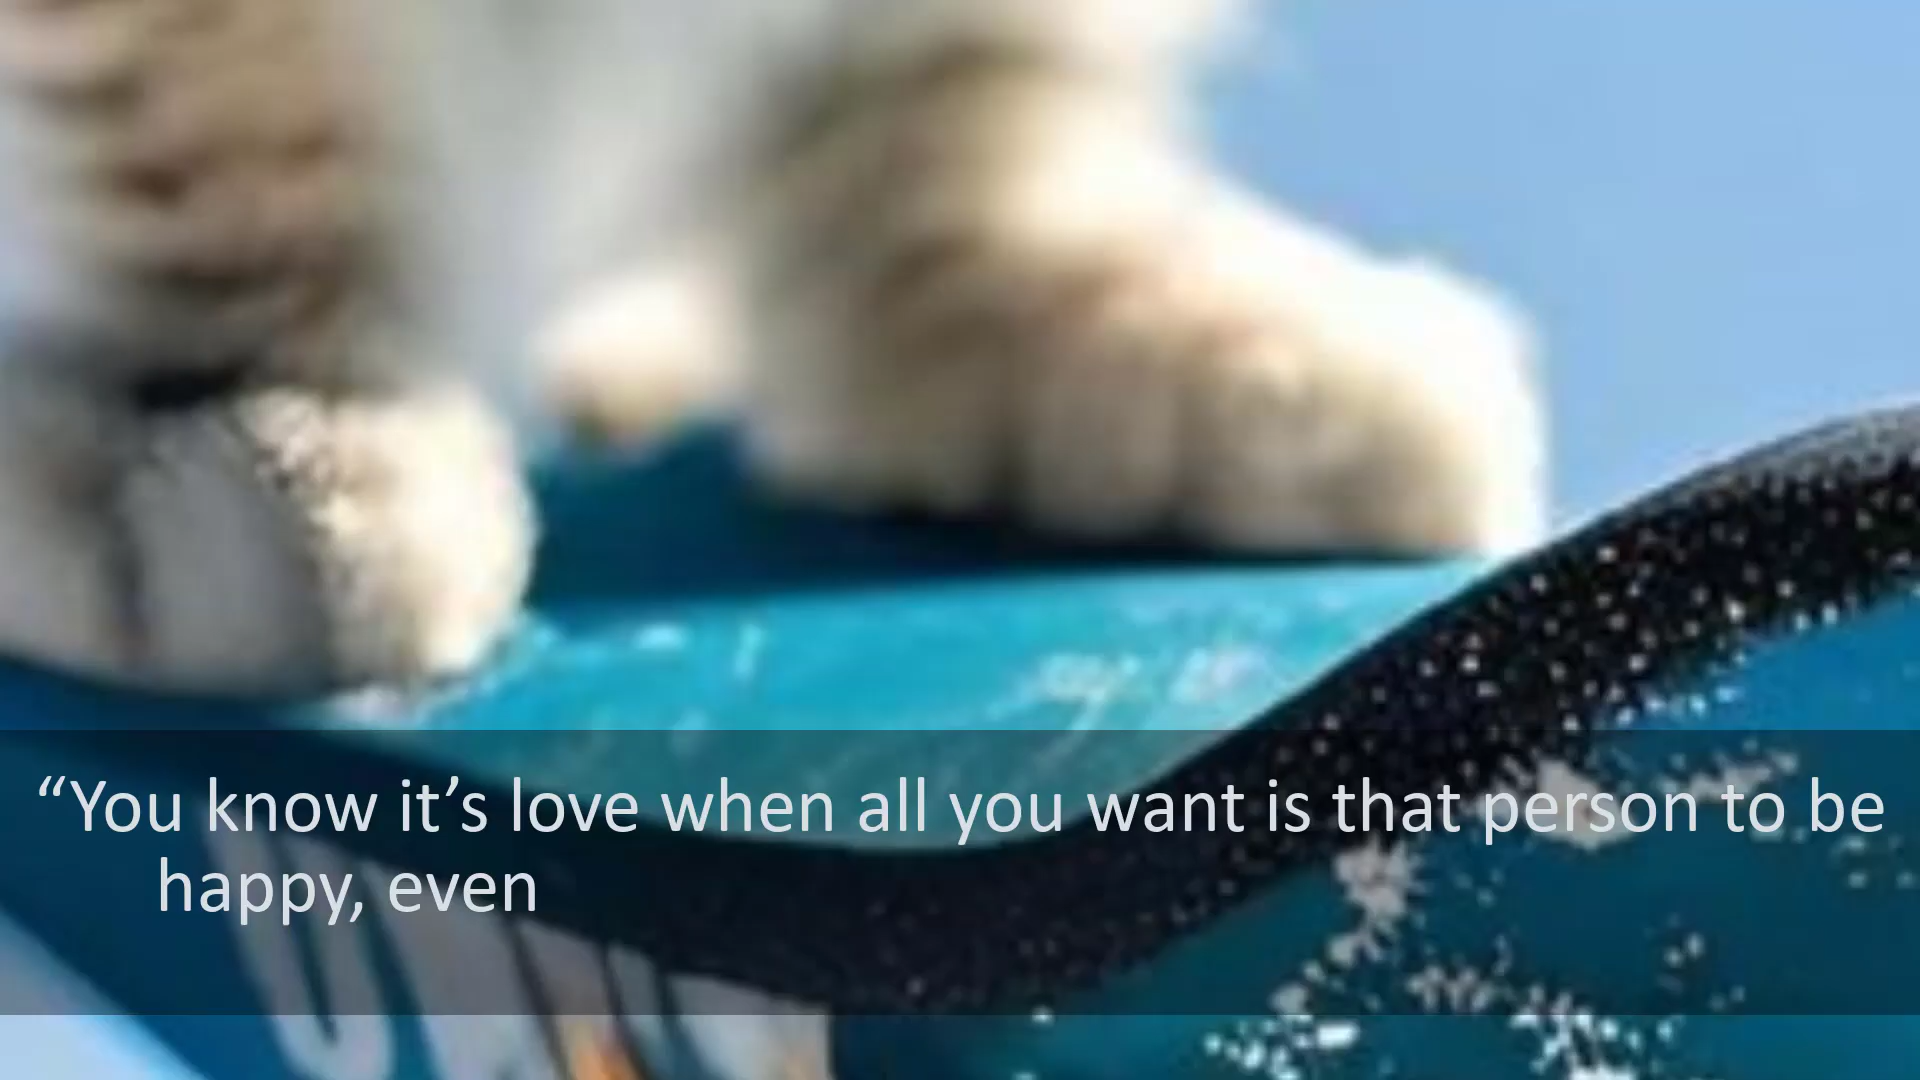 “You know it’s love when all you want is that person to be
happy, even